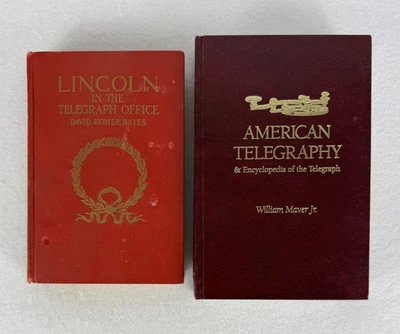 LINCOLN
IN THE
TELEGRAPH OFFICE
DAVID HOMER BATES
AMERICAN
TELEGRAPHY
& Encyclopedia of the Telegraph
William Maver Jr.